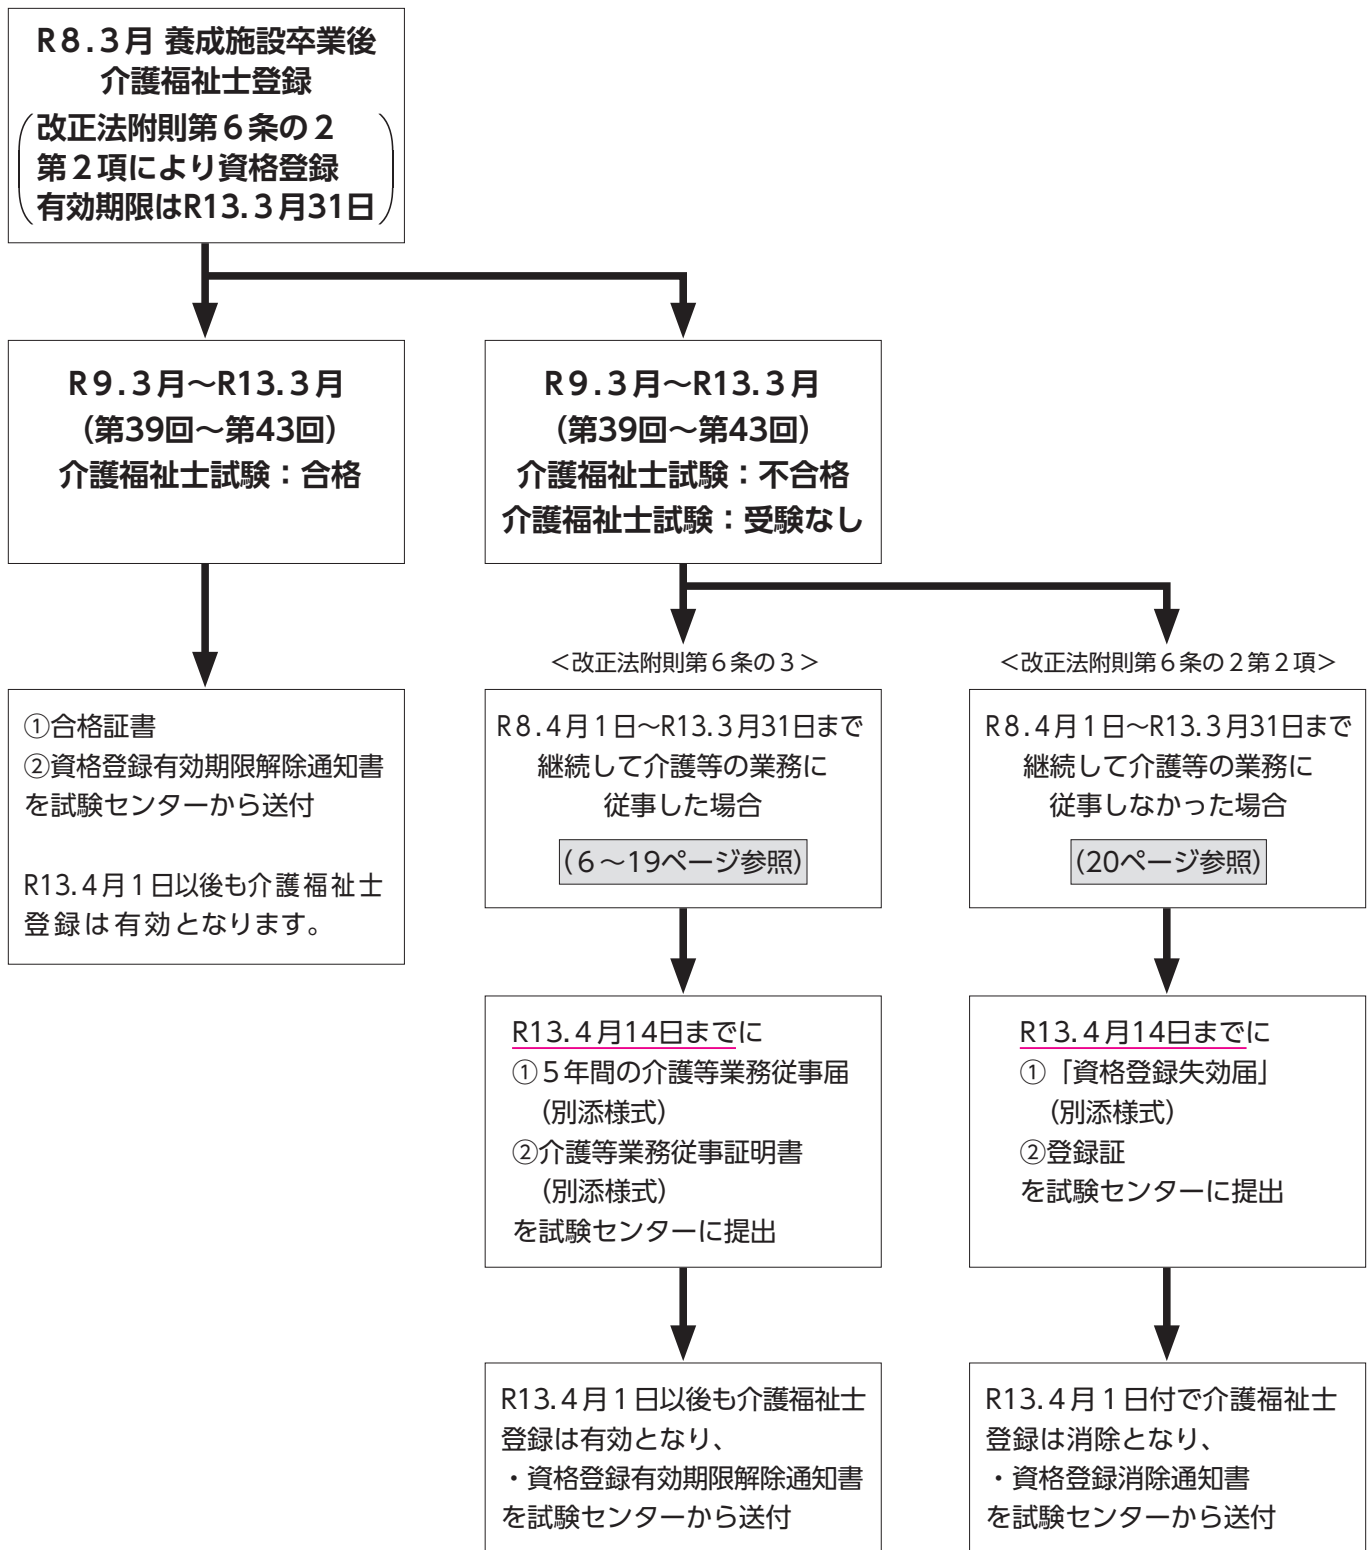 R8.3月 養成施設卒業後
介護福祉士登録
(改正法附則第6条の2
第2項により資格登録
有効期限はR13.3月31日)
R9.3月～R13.3月
(第39回～第43回)
介護福祉士試験：合格
R9.3月～R13.3月
(第39回～第43回)
介護福祉士試験：不合格
介護福祉士試験：受験なし
①合格証書
②資格登録有効期限解除通知書
を試験センターから送付
R13.4月1日以後も介護福祉士
登録は有効となります。
＜改正法附則第6条の3＞
R8.4月1日～R13.3月31日まで
継続して介護等の業務に
従事した場合
(6～19ページ参照)
＜改正法附則第6条の2第2項＞
R8.4月1日～R13.3月31日まで
継続して介護等の業務に
従事しなかった場合
(20ページ参照)
R13.4月14日までに
①5年間の介護等業務従事届
(別添様式)
②介護等業務従事証明書
(別添様式)
を試験センターに提出
R13.4月14日までに
①「資格登録失効届」
(別添様式)
②登録証
を試験センターに提出
R13.4月1日以後も介護福祉士
登録は有効となり、
・資格登録有効期限解除通知書
を試験センターから送付
R13.4月1日付で介護福祉士
登録は消除となり、
・資格登録消除通知書
を試験センターから送付